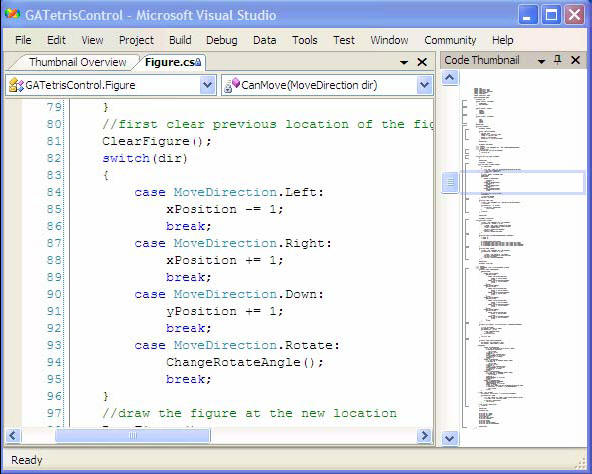 GATetrisControl - Microsoft Visual Studio
File Edit View Project Build Debug Data Tools Test Window Community Help
Thumbnail Overview Figure.cs
Code Thumbnail
GATetrisControl.Figure CanMove(MoveDirection dir)
79 }
80 //first clear previous location of the fig
81 ClearFigure();
82 switch(dir)
83 {
84 case MoveDirection.Left:
85 xPosition -= 1;
86 break;
87 case MoveDirection.Right:
88 xPosition += 1;
89 break;
90 case MoveDirection.Down:
91 yPosition += 1;
92 break;
93 case MoveDirection.Rotate:
94 ChangeRotateAngle();
95 break;
96 }
97 //draw the figure at the new location
Ready